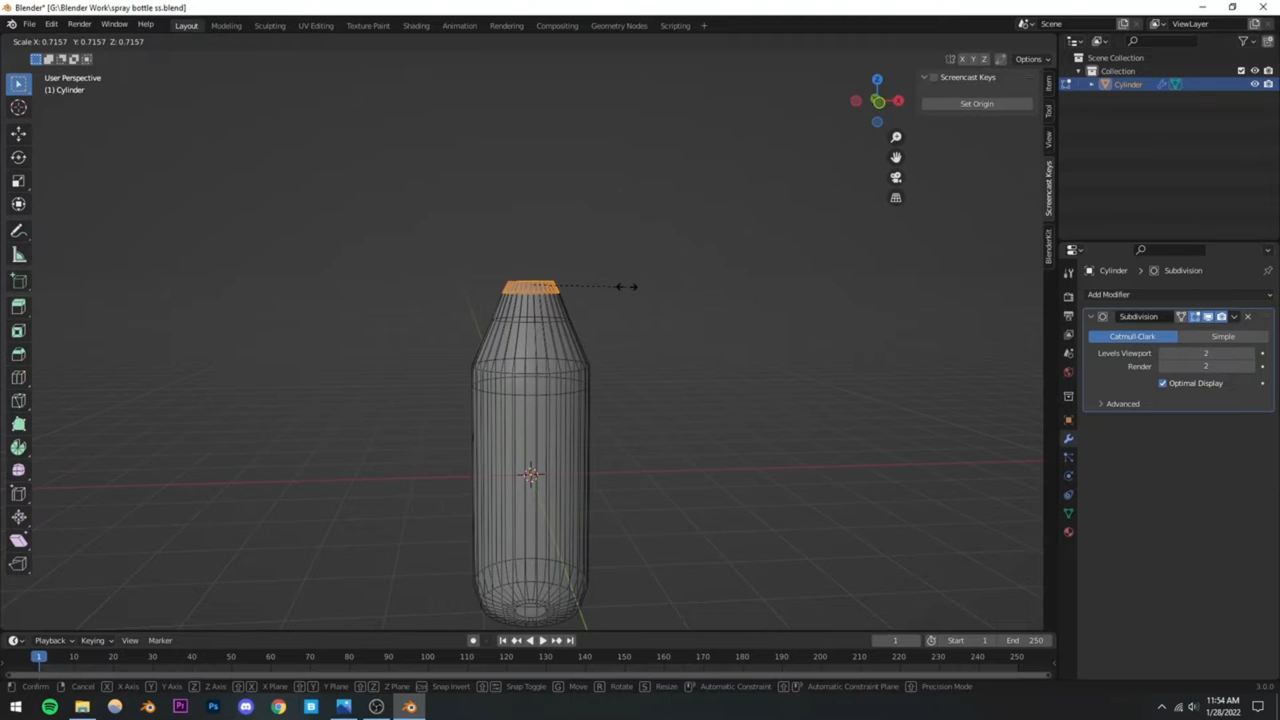 Blender* [G:\Blender Work\spray bottle ss.blend]
File Edit Render Window Help Layout Modeling Sculpting UV Editing Texture Paint Shading Animation Rendering Compositing Geometry Nodes Scripting + Scene ViewLayer
Scale X: 0.7157 Y: 0.7157 Z: 0.7157
X Y Z Options
User Perspective
(1) Cylinder
Screencast Keys
Set Origin
Z
X
Item
Tool
View
Screencast Keys
BlenderKit
Scene Collection
Collection
Cylinder
Cylinder > Subdivision
Add Modifier
Subdivision
Catmull-Clark Simple
Levels Viewport 2
Render 2
Optimal Display
Advanced
Playback Keying View Marker 1 Start 1 End 250
1 10 20 30 40 50 60 70 80 90 100 110 120 130 140 150 160 170 180 190 200 210 220 230 240 250
Confirm Cancel X X Axis Y Y Axis Z Z Axis X X Plane Y Y Plane Z Z Plane Snap Invert Snap Toggle G Move R Rotate S Resize Automatic Constraint Automatic Constraint Plane Precision Mode 3.0.0
11:54 AM
1/28/2022